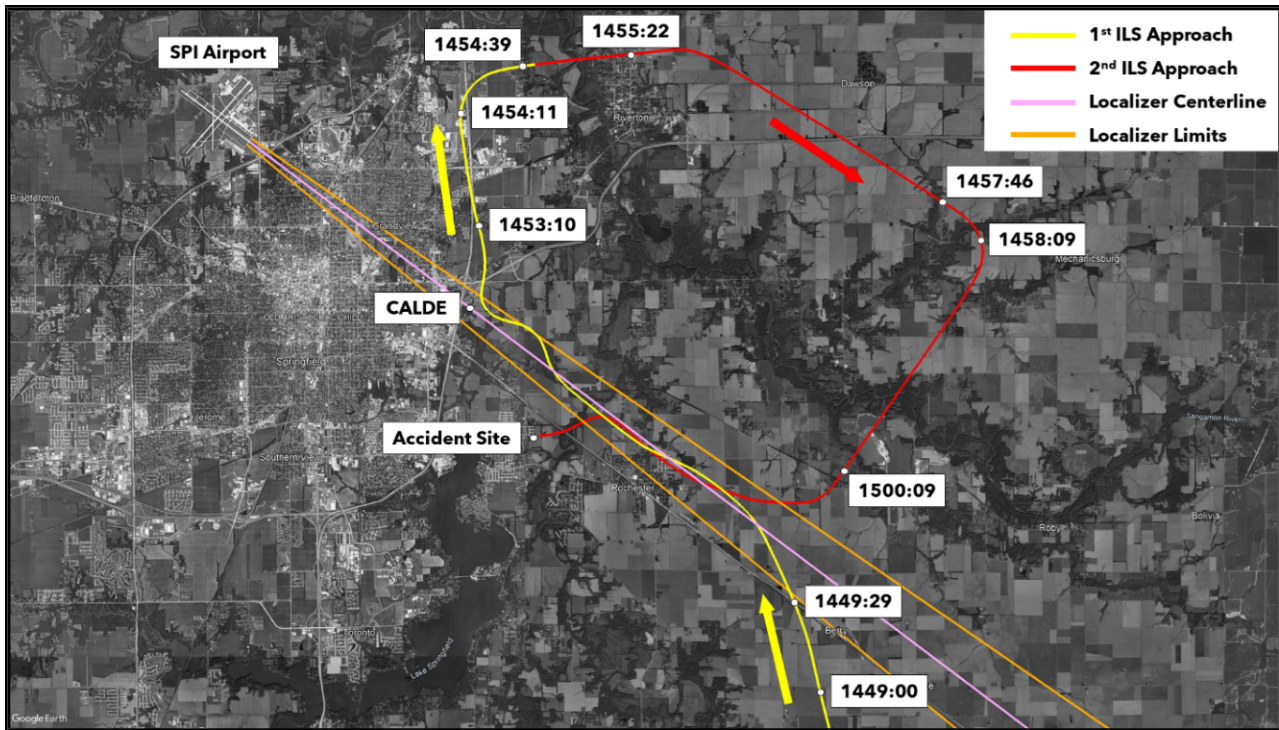 SPI Airport
1454:39
1455:22
1st ILS Approach
2nd ILS Approach
Localizer Centerline
Localizer Limits
1454:11
Dawson
Riverton
Bradfordton
1457:46
1453:10
Grandview
1458:09
Mechanicsburg
CALDE
Springfield
Jerome
Accident Site
Southern View
Sangamon River
Rochester
1500:09
Bolivia
Roby
1449:29
Berry
Toronto
Lake Springfield
1449:00
Google Earth